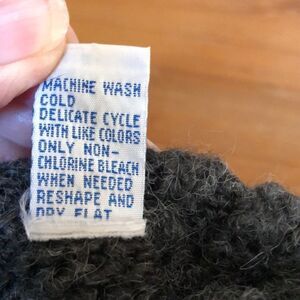 MACHINE WASH
COLD
DELICATE CYCLE
WITH LIKE COLORS
ONLY NON-
CHLORINE BLEACH
WHEN NEEDED
RESHAPE AND
DRY FLAT